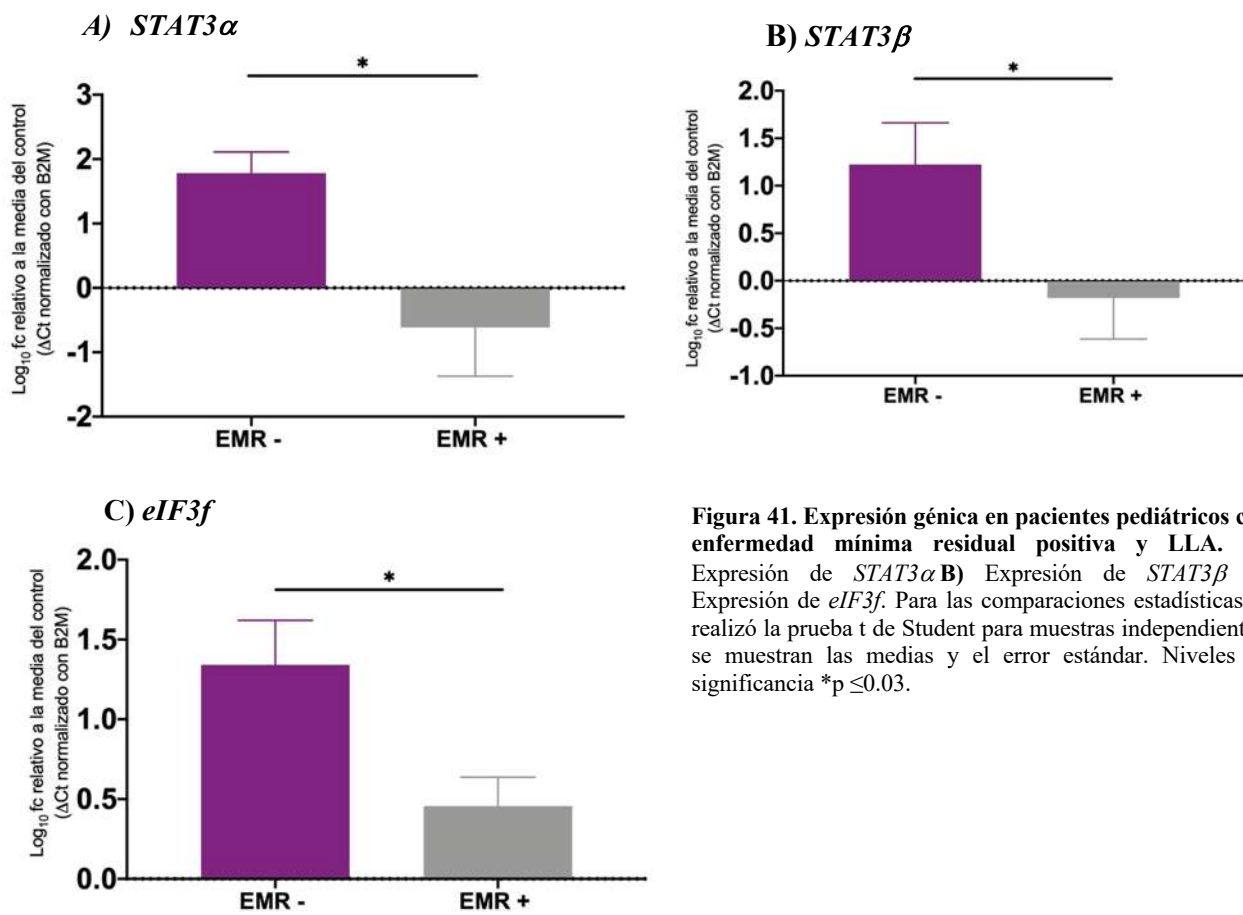 A) STAT3α
*
Log₁₀ fc relativo a la media del control
(ΔCt normalizado con B2M)
3
2
1
0
-1
-2
EMR -
EMR +
B) STAT3β
*
Log₁₀ fc relativo a la media del control
(ΔCt normalizado con B2M)
2.0
1.5
1.0
0.5
0.0
-0.5
-1.0
EMR -
EMR +
C) eIF3f
*
Log₁₀ fc relativo a la media del control
(ΔCt normalizado con B2M)
2.0
1.5
1.0
0.5
0.0
EMR -
EMR +
Figura 41. Expresión génica en pacientes pediátricos c
enfermedad mínima residual positiva y LLA.
Expresión de STAT3α B) Expresión de STAT3β
Expresión de eIF3f. Para las comparaciones estadísticas
realizó la prueba t de Student para muestras independient
se muestran las medias y el error estándar. Niveles
significancia *p ≤0.03.